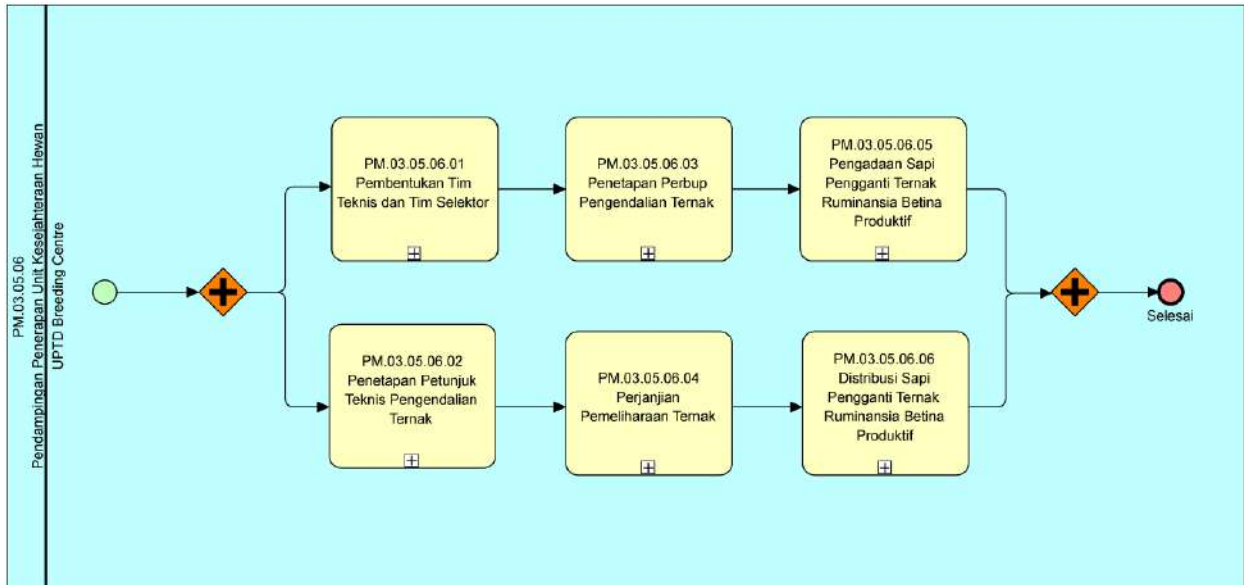 PM.03.05.06
Pendampingan Penerapan Unit Kesejahteraan Hewan
UPTD Breeding Centre
PM.03.05.06.01
Pembentukan Tim
Teknis dan Tim Selektor
PM.03.05.06.03
Penetapan Perbup
Pengendalian Ternak
PM.03.05.06.05
Pengadaan Sapi
Pengganti Ternak
Ruminansia Betina
Produktif
PM.03.05.06.02
Penetapan Petunjuk
Teknis Pengendalian
Ternak
PM.03.05.06.04
Perjanjian
Pemeliharaan Ternak
PM.03.05.06.06
Distribusi Sapi
Pengganti Ternak
Ruminansia Betina
Produktif
Selesai